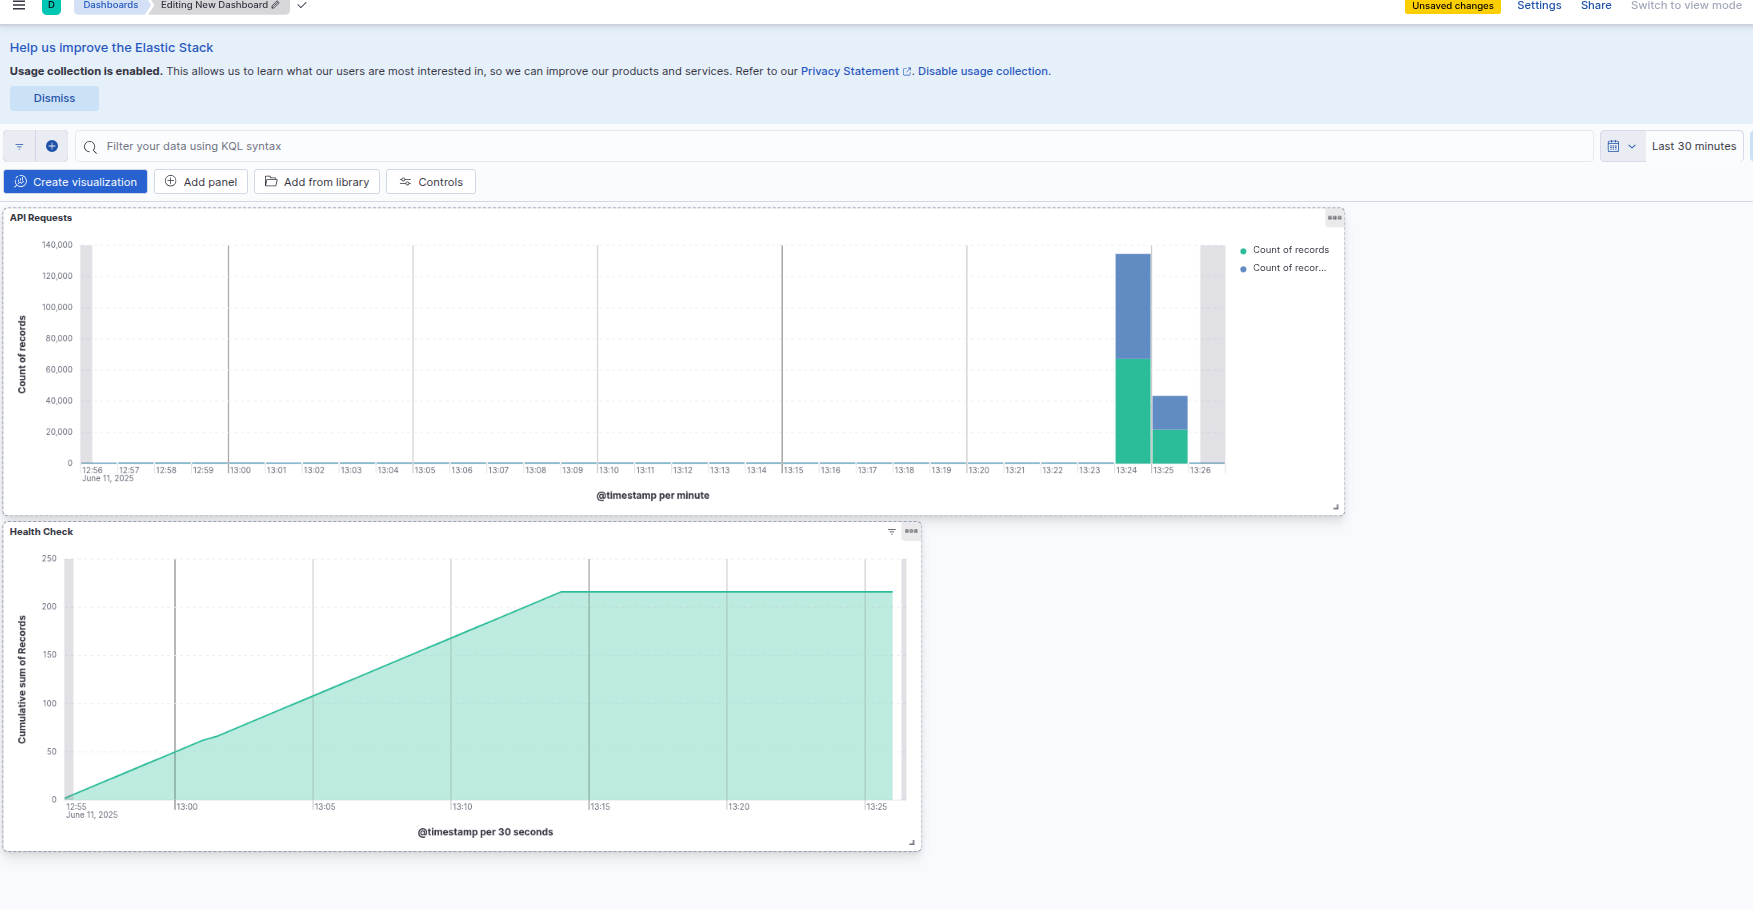 D Dashboards Editing New Dashboard Unsaved changes Settings Share Switch to view mode
Help us improve the Elastic Stack
Usage collection is enabled. This allows us to learn what our users are most interested in, so we can improve our products and services. Refer to our Privacy Statement. Disable usage collection.
Dismiss
Filter your data using KQL syntax Last 30 minutes
Create visualization Add panel Add from library Controls
API Requests
140,000
120,000
100,000
80,000
60,000
40,000
20,000
0
Count of records
Count of records
Count of recor...
12:56 12:57 12:58 12:59 13:00 13:01 13:02 13:03 13:04 13:05 13:06 13:07 13:08 13:09 13:10 13:11 13:12 13:13 13:14 13:15 13:16 13:17 13:18 13:19 13:20 13:21 13:22 13:23 13:24 13:25 13:26
June 11, 2025
@timestamp per minute
Health Check
250
200
150
100
50
0
Cumulative sum of Records
12:55 13:00 13:05 13:10 13:15 13:20 13:25
June 11, 2025
@timestamp per 30 seconds